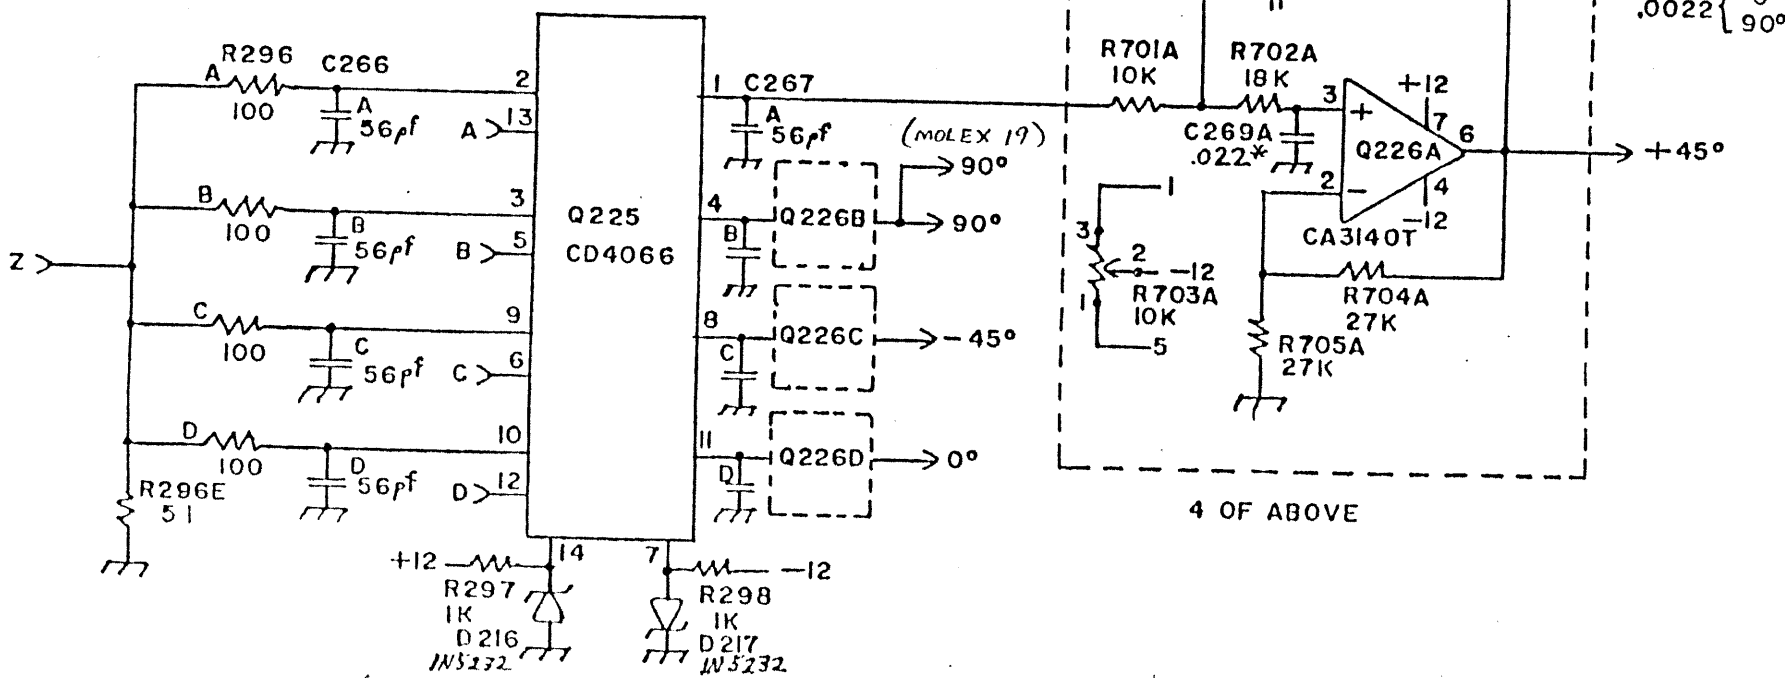 .0022{
90°
R296
A
C266
100
A
56pf
2
A
13
B
100
B
56pf
3
B
5
Z
C
100
C
56pf
9
C
6
D
100
D
56pf
10
D
12
R296E
51
Q225
CD4066
1
C267
A
56pf
(MOLEX 19)
90°
4
B
Q226B
90°
8
C
Q226C
-45°
11
D
Q226D
0°
+12
14
R297
1K
D216
1N5232
7
-12
R298
1K
D217
1N5232
R701A
10K
R702A
18K
C269A
.022*
3
+
+12
7
6
Q226A
2
-
4
-12
CA3140T
+45°
1
3
2
-12
R703A
10K
1
5
R704A
27K
R705A
27K
4 OF ABOVE